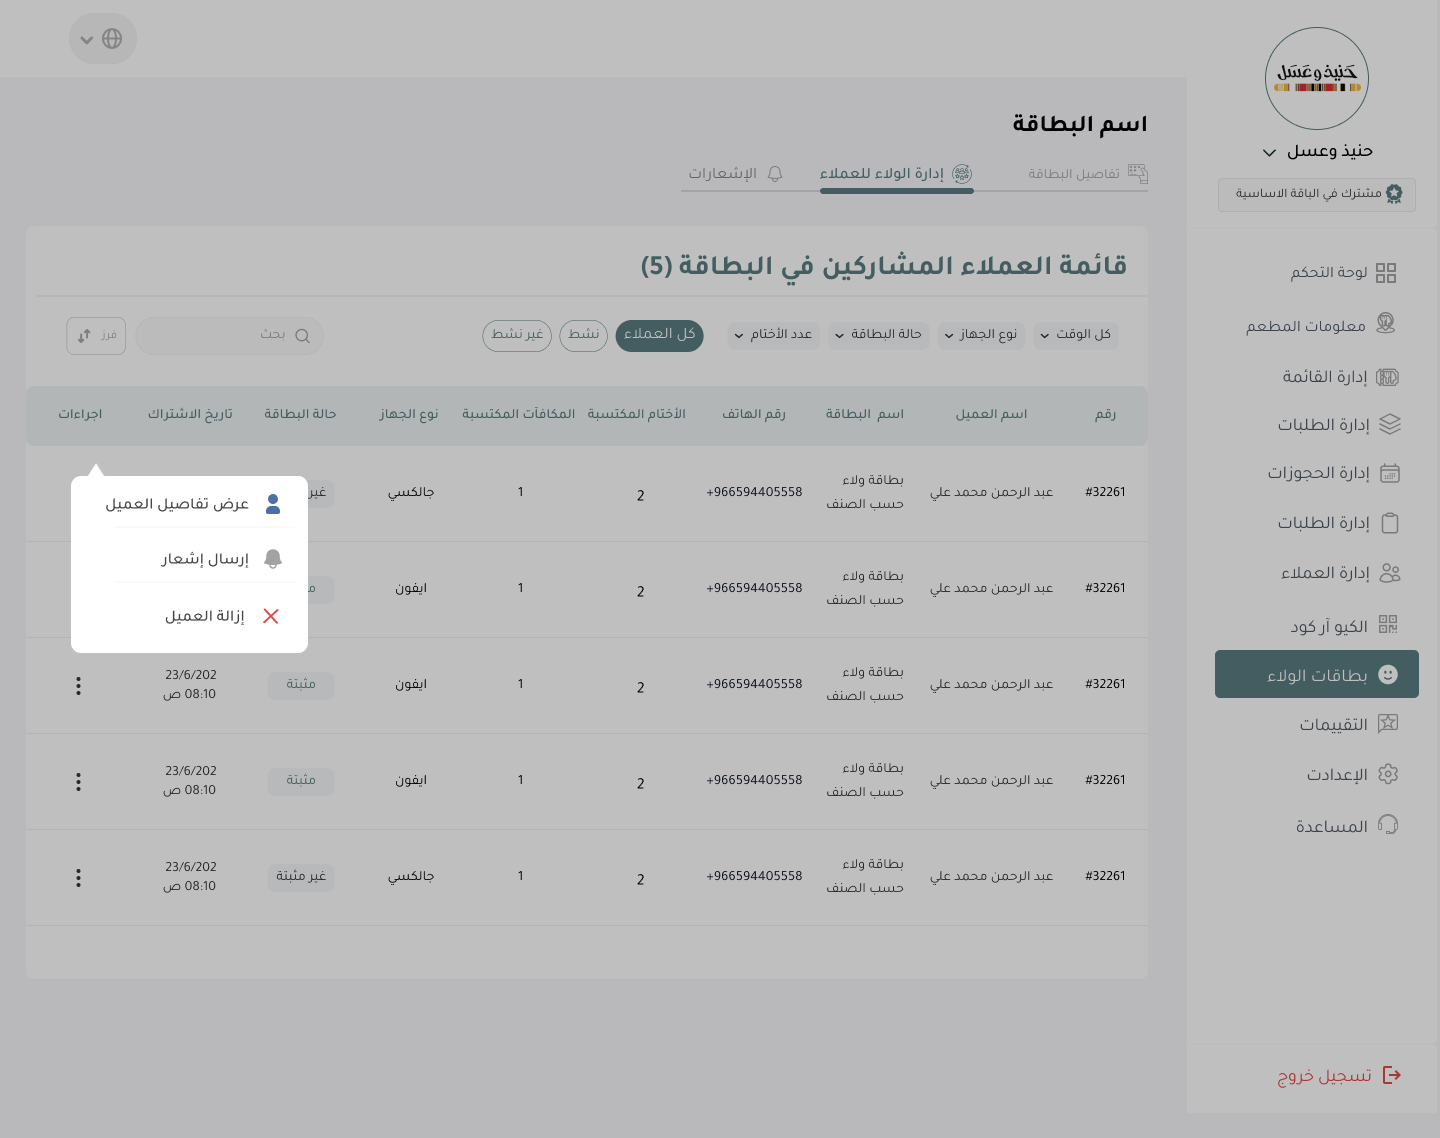 حنيذ وعسل
حنيذ وعسل
مشترك في الباقة الاساسية
لوحة التحكم
معلومات المطعم
إدارة القائمة
إدارة الطلبات
إدارة الحجوزات
إدارة الطلبات
إدارة العملاء
الكيو آر كود
بطاقات الولاء
التقييمات
الإعدادت
المساعدة
تسجيل خروج
اسم البطاقة
تفاصيل البطاقة إدارة الولاء للعملاء الإشعارات
قائمة العملاء المشاركين في البطاقة (5)
كل الوقت نوع الجهاز حالة البطاقة عدد الأختام كل العملاء نشط غير نشط بحث فرز
رقم اسم العميل اسم البطاقة رقم الهاتف الأختام المكتسبة المكافآت المكتسبة نوع الجهاز حالة البطاقة تاريخ الاشتراك اجراءات
#32261 عبد الرحمن محمد علي بطاقة ولاء حسب الصنف +966594405558 2 1 جالكسي غير
#32261 عبد الرحمن محمد علي بطاقة ولاء حسب الصنف +966594405558 2 1 ايفون
#32261 عبد الرحمن محمد علي بطاقة ولاء حسب الصنف +966594405558 2 1 ايفون مثبتة 23/6/202 08:10 ص
#32261 عبد الرحمن محمد علي بطاقة ولاء حسب الصنف +966594405558 2 1 ايفون مثبتة 23/6/202 08:10 ص
#32261 عبد الرحمن محمد علي بطاقة ولاء حسب الصنف +966594405558 2 1 جالكسي غير مثبتة 23/6/202 08:10 ص
عرض تفاصيل العميل
إرسال إشعار
إزالة العميل